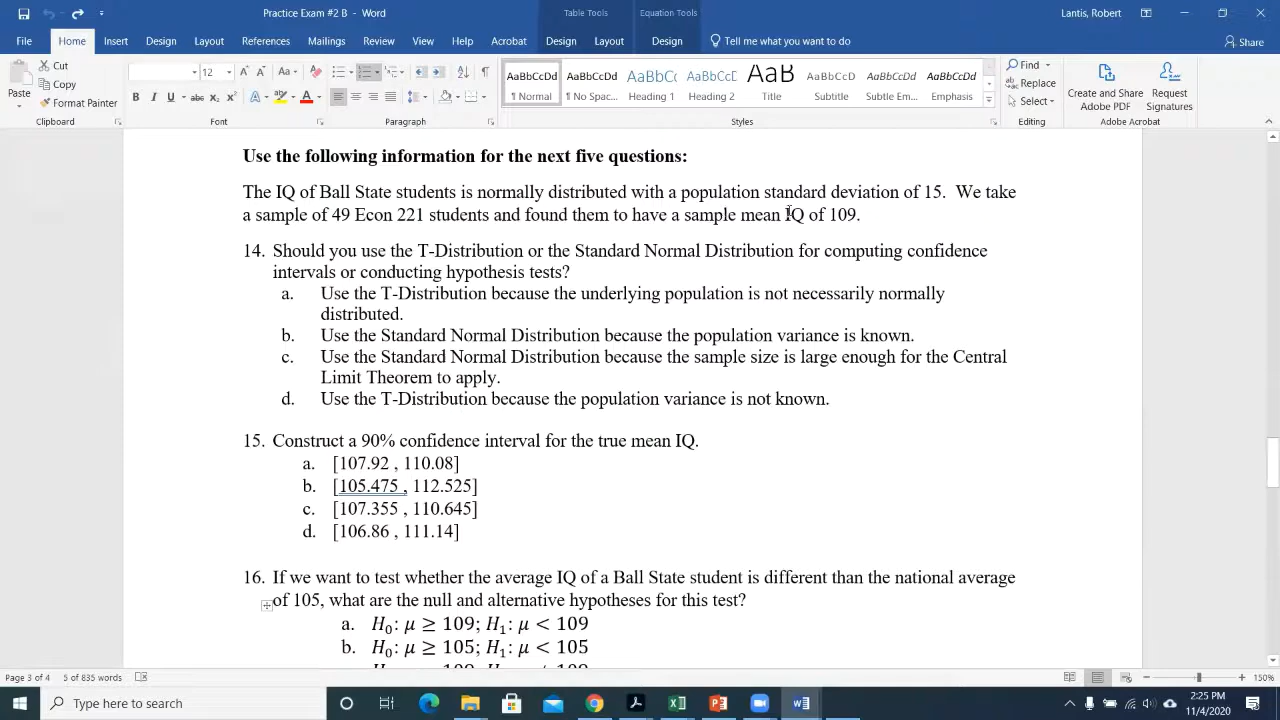 Practice Exam #2 B - Word
Table Tools
Equation Tools
Lantis, Robert
File Home Insert Design Layout References Mailings Review View Help Acrobat Design Layout Design Tell me what you want to do Share
Paste
Cut
Copy
Format Painter
Clipboard
12
Aa
B I U abc x₂ x² A
Font
Paragraph
AaBbCcDd AaBbCcDd AaBbCc AaBbCcD AaB AaBbCcD AaBbCcDd AaBbCcDd
¶ Normal ¶ No Spac... Heading 1 Heading 2 Title Subtitle Subtle Em... Emphasis
Styles
Find
Replace
Select
Editing
Create and Share
Adobe PDF
Request
Signatures
Adobe Acrobat
Use the following information for the next five questions:
The IQ of Ball State students is normally distributed with a population standard deviation of 15. We take
a sample of 49 Econ 221 students and found them to have a sample mean IQ of 109.
14. Should you use the T-Distribution or the Standard Normal Distribution for computing confidence
intervals or conducting hypothesis tests?
a. Use the T-Distribution because the underlying population is not necessarily normally
distributed.
b. Use the Standard Normal Distribution because the population variance is known.
c. Use the Standard Normal Distribution because the sample size is large enough for the Central
Limit Theorem to apply.
d. Use the T-Distribution because the population variance is not known.
15. Construct a 90% confidence interval for the true mean IQ.
a. [107.92 , 110.08]
b. [105.475 , 112.525]
c. [107.355 , 110.645]
d. [106.86 , 111.14]
16. If we want to test whether the average IQ of a Ball State student is different than the national average
of 105, what are the null and alternative hypotheses for this test?
a. H₀: μ ≥ 109; H₁: μ < 109
b. H₀: μ ≥ 105; H₁: μ < 105
Page 3 of 4 5 of 835 words
150%
Type here to search
2:25 PM
11/4/2020